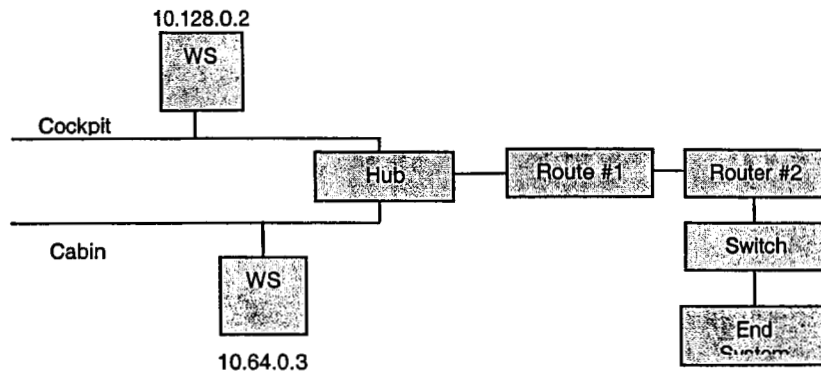 10.128.0.2
WS
Cockpit
Hub
Route #1
Router #2
Switch
Cabin
WS
End
System
10.64.0.3